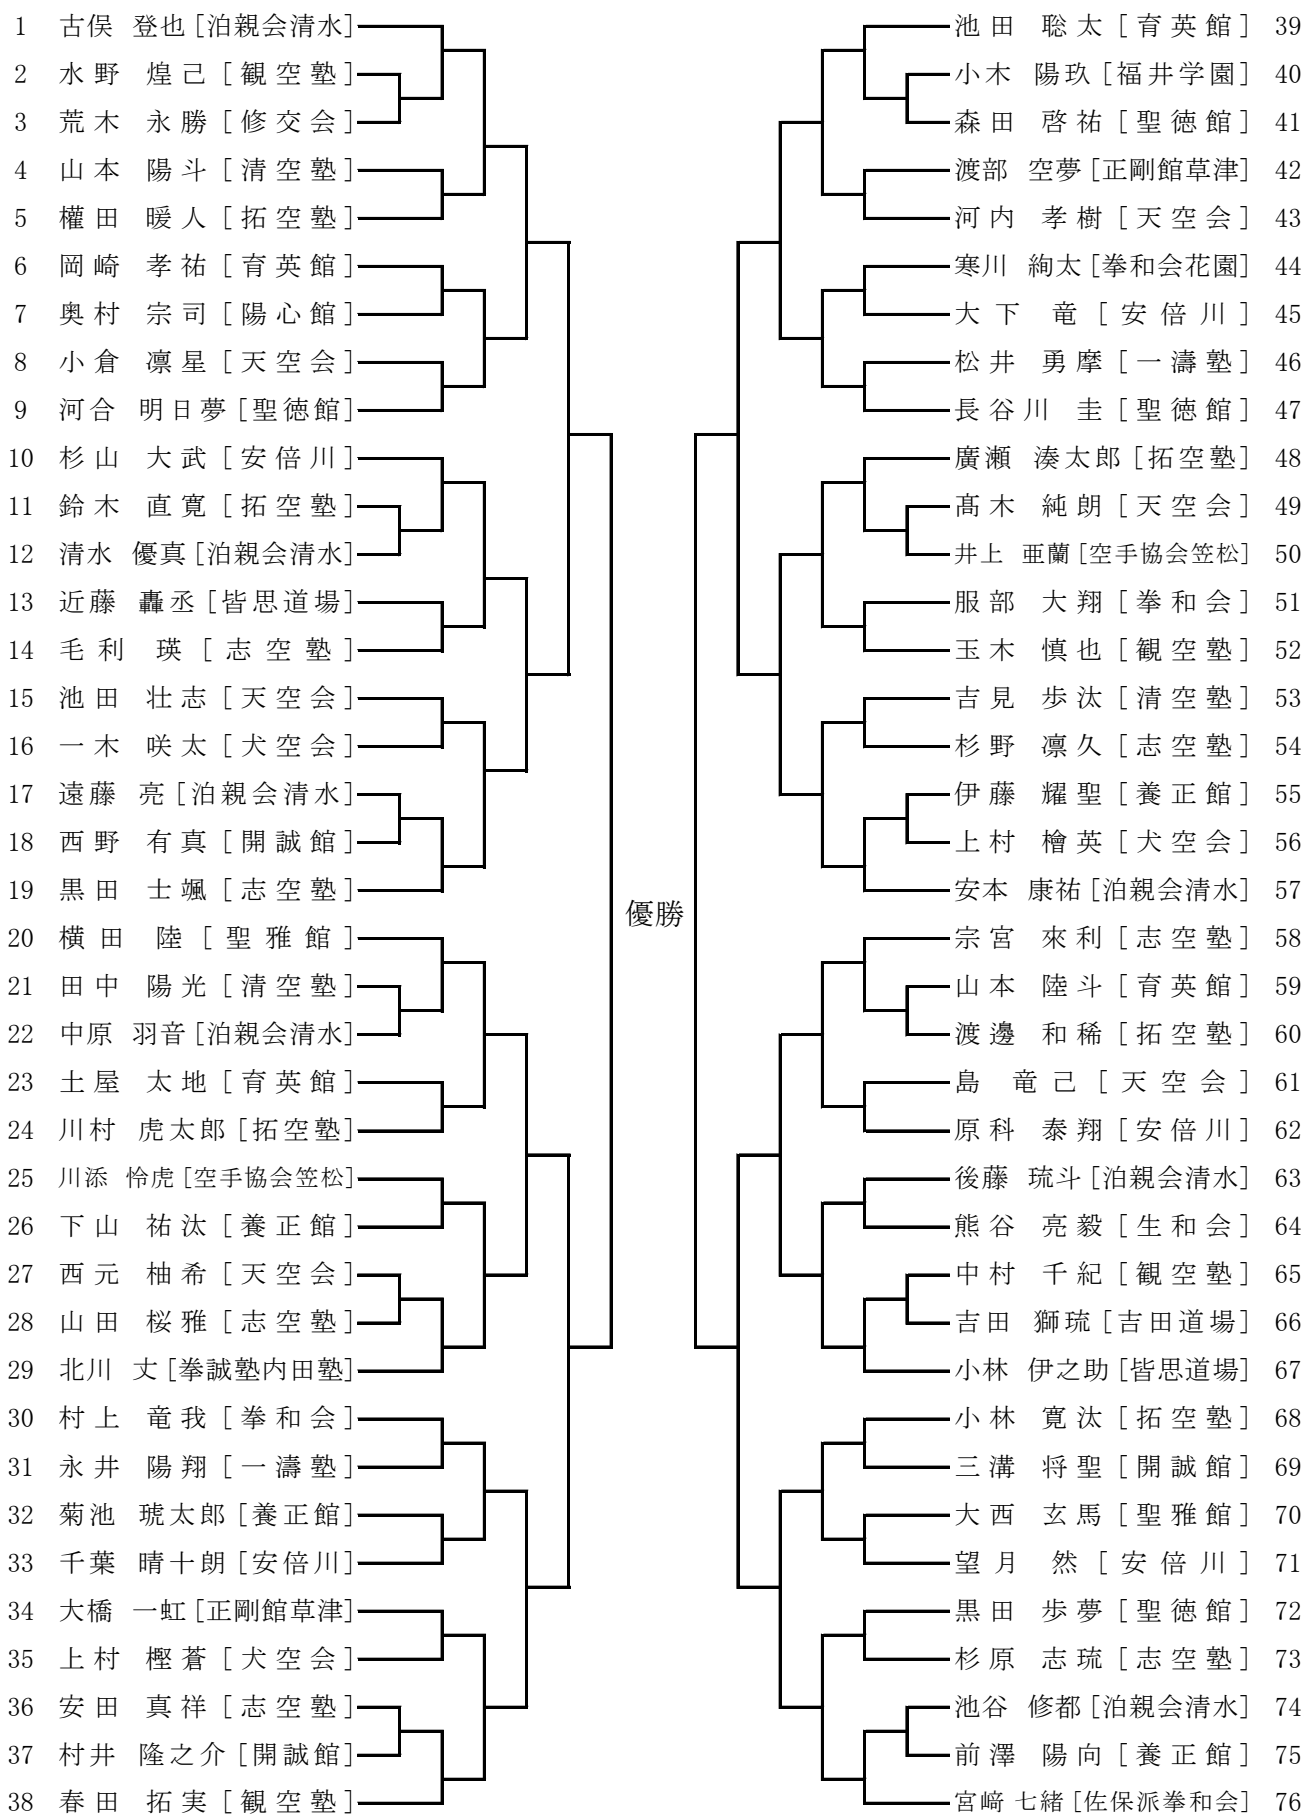 1 古俣 登也 [泊親会清水]
2 水野 煌己 [観空塾]
3 荒木 永勝 [修交会]
4 山本 陽斗 [清空塾]
5 權田 暖人 [拓空塾]
6 岡崎 孝祐 [育英館]
7 奥村 宗司 [陽心館]
8 小倉 凛星 [天空会]
9 河合 明日夢 [聖徳館]
10 杉山 大武 [安倍川]
11 鈴木 直寛 [拓空塾]
12 清水 優真 [泊親会清水]
13 近藤 轟丞 [皆思道場]
14 毛利 瑛 [志空塾]
15 池田 壮志 [天空会]
16 一木 咲太 [犬空会]
17 遠藤 亮 [泊親会清水]
18 西野 有真 [開誠館]
19 黒田 士颯 [志空塾]
20 横田 陸 [聖雅館]
21 田中 陽光 [清空塾]
22 中原 羽音 [泊親会清水]
23 土屋 太地 [育英館]
24 川村 虎太郎 [拓空塾]
25 川添 怜虎 [空手協会笠松]
26 下山 祐汰 [養正館]
27 西元 柚希 [天空会]
28 山田 桜雅 [志空塾]
29 北川 丈 [拳誠塾内田塾]
30 村上 竜我 [拳和会]
31 永井 陽翔 [一濤塾]
32 菊池 琥太郎 [養正館]
33 千葉 晴十朗 [安倍川]
34 大橋 一虹 [正剛館草津]
35 上村 樫蒼 [犬空会]
36 安田 真祥 [志空塾]
37 村井 隆之介 [開誠館]
38 春田 拓実 [観空塾]
優勝
池田 聡太 [育英館] 39
小木 陽玖 [福井学園] 40
森田 啓祐 [聖徳館] 41
渡部 空夢 [正剛館草津] 42
河内 孝樹 [天空会] 43
寒川 絢太 [拳和会花園] 44
大下 竜 [安倍川] 45
松井 勇摩 [一濤塾] 46
長谷川 圭 [聖徳館] 47
廣瀬 湊太郎 [拓空塾] 48
髙木 純朗 [天空会] 49
井上 亜蘭 [空手協会笠松] 50
服部 大翔 [拳和会] 51
玉木 慎也 [観空塾] 52
吉見 歩汰 [清空塾] 53
杉野 凛久 [志空塾] 54
伊藤 耀聖 [養正館] 55
上村 檜英 [犬空会] 56
安本 康祐 [泊親会清水] 57
宗宮 來利 [志空塾] 58
山本 陸斗 [育英館] 59
渡邊 和稀 [拓空塾] 60
島 竜己 [天空会] 61
原科 泰翔 [安倍川] 62
後藤 琉斗 [泊親会清水] 63
熊谷 亮毅 [生和会] 64
中村 千紀 [観空塾] 65
吉田 獅琉 [吉田道場] 66
小林 伊之助 [皆思道場] 67
小林 寛汰 [拓空塾] 68
三溝 将聖 [開誠館] 69
大西 玄馬 [聖雅館] 70
望月 然 [安倍川] 71
黒田 歩夢 [聖徳館] 72
杉原 志琉 [志空塾] 73
池谷 修都 [泊親会清水] 74
前澤 陽向 [養正館] 75
宮﨑 七緒 [佐保派拳和会] 76